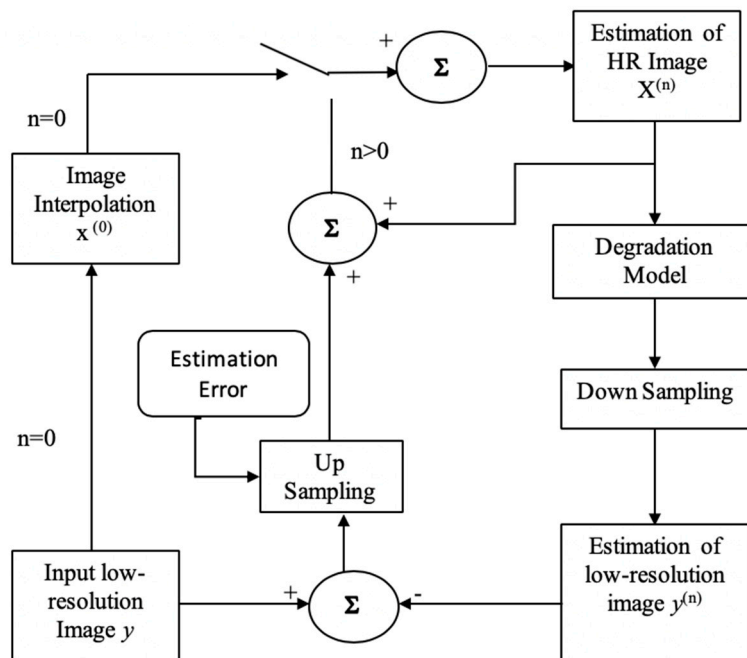 +
Σ
Estimation of
HR Image
X⁽ⁿ⁾
n=0
n>0
Image
Interpolation
x ⁽⁰⁾
+
Σ
+
Degradation
Model
Estimation
Error
Down Sampling
n=0
Up
Sampling
Input low-
resolution
Image y
+
Σ
-
Estimation of
low-resolution
image y⁽ⁿ⁾